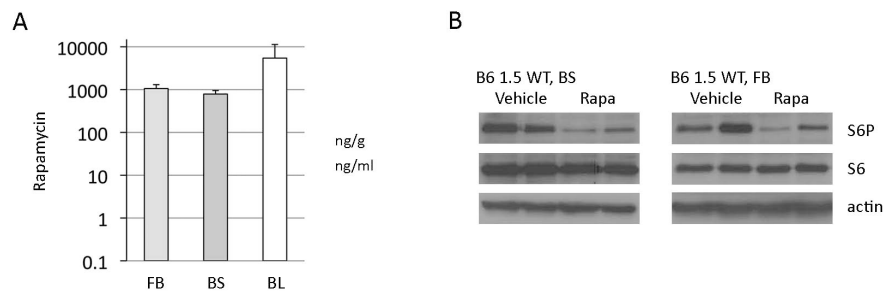 A
Rapamycin
10000
1000
100
10
1
0.1
FB BS BL
ng/g
ng/ml
B
B6 1.5 WT, BS
Vehicle Rapa
B6 1.5 WT, FB
Vehicle Rapa
S6P
S6
actin